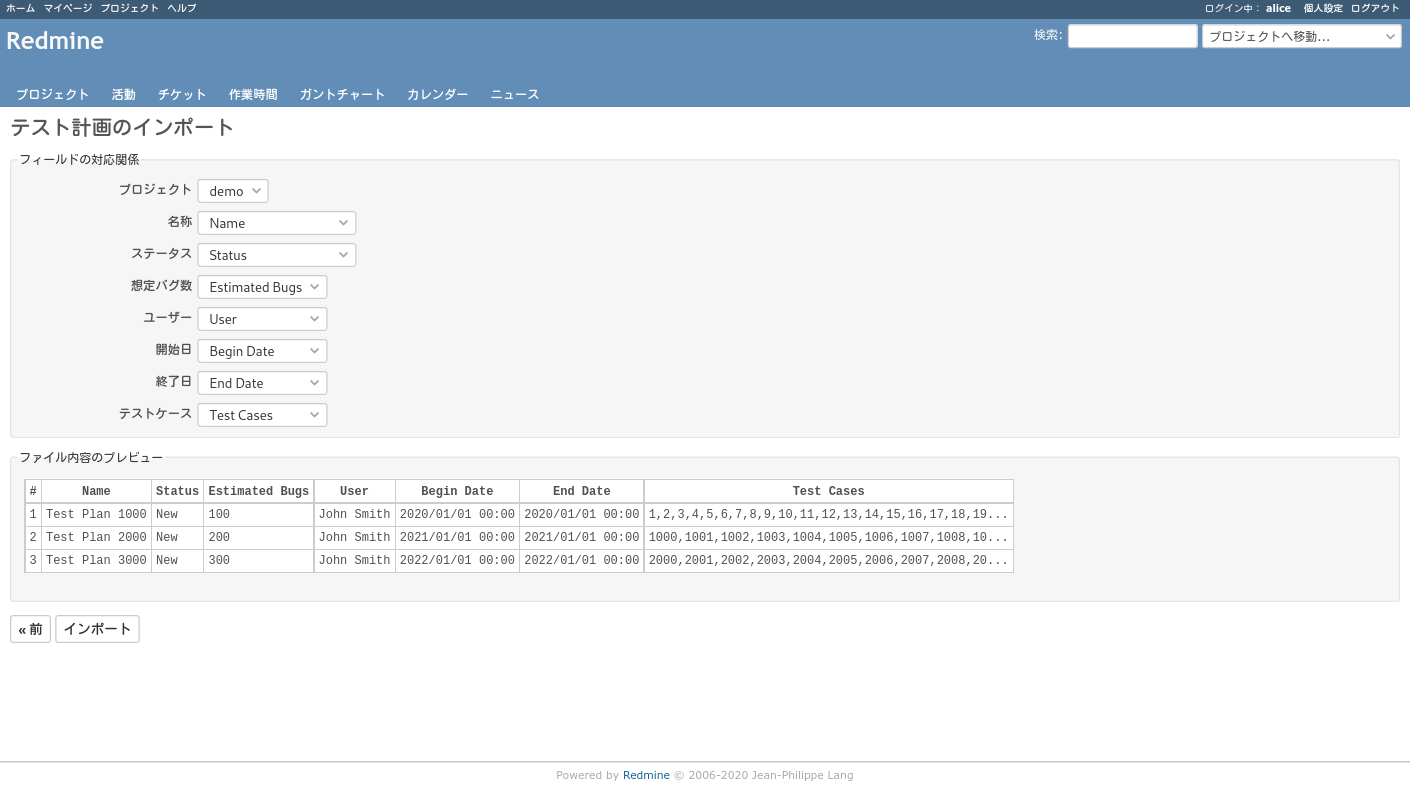 ホーム マイページ プロジェクト ヘルプ ログイン中： alice 個人設定 ログアウト
Redmine 検索: プロジェクトへ移動...
プロジェクト 活動 チケット 作業時間 ガントチャート カレンダー ニュース
テスト計画のインポート
フィールドの対応関係
プロジェクト demo
名称 Name
ステータス Status
想定バグ数 Estimated Bugs
ユーザー User
開始日 Begin Date
終了日 End Date
テストケース Test Cases
ファイル内容のプレビュー
# Name Status Estimated Bugs User Begin Date End Date Test Cases
1 Test Plan 1000 New 100 John Smith 2020/01/01 00:00 2020/01/01 00:00 1,2,3,4,5,6,7,8,9,10,11,12,13,14,15,16,17,18,19...
2 Test Plan 2000 New 200 John Smith 2021/01/01 00:00 2021/01/01 00:00 1000,1001,1002,1003,1004,1005,1006,1007,1008,10...
3 Test Plan 3000 New 300 John Smith 2022/01/01 00:00 2022/01/01 00:00 2000,2001,2002,2003,2004,2005,2006,2007,2008,20...
« 前 インポート
Powered by Redmine © 2006-2020 Jean-Philippe Lang